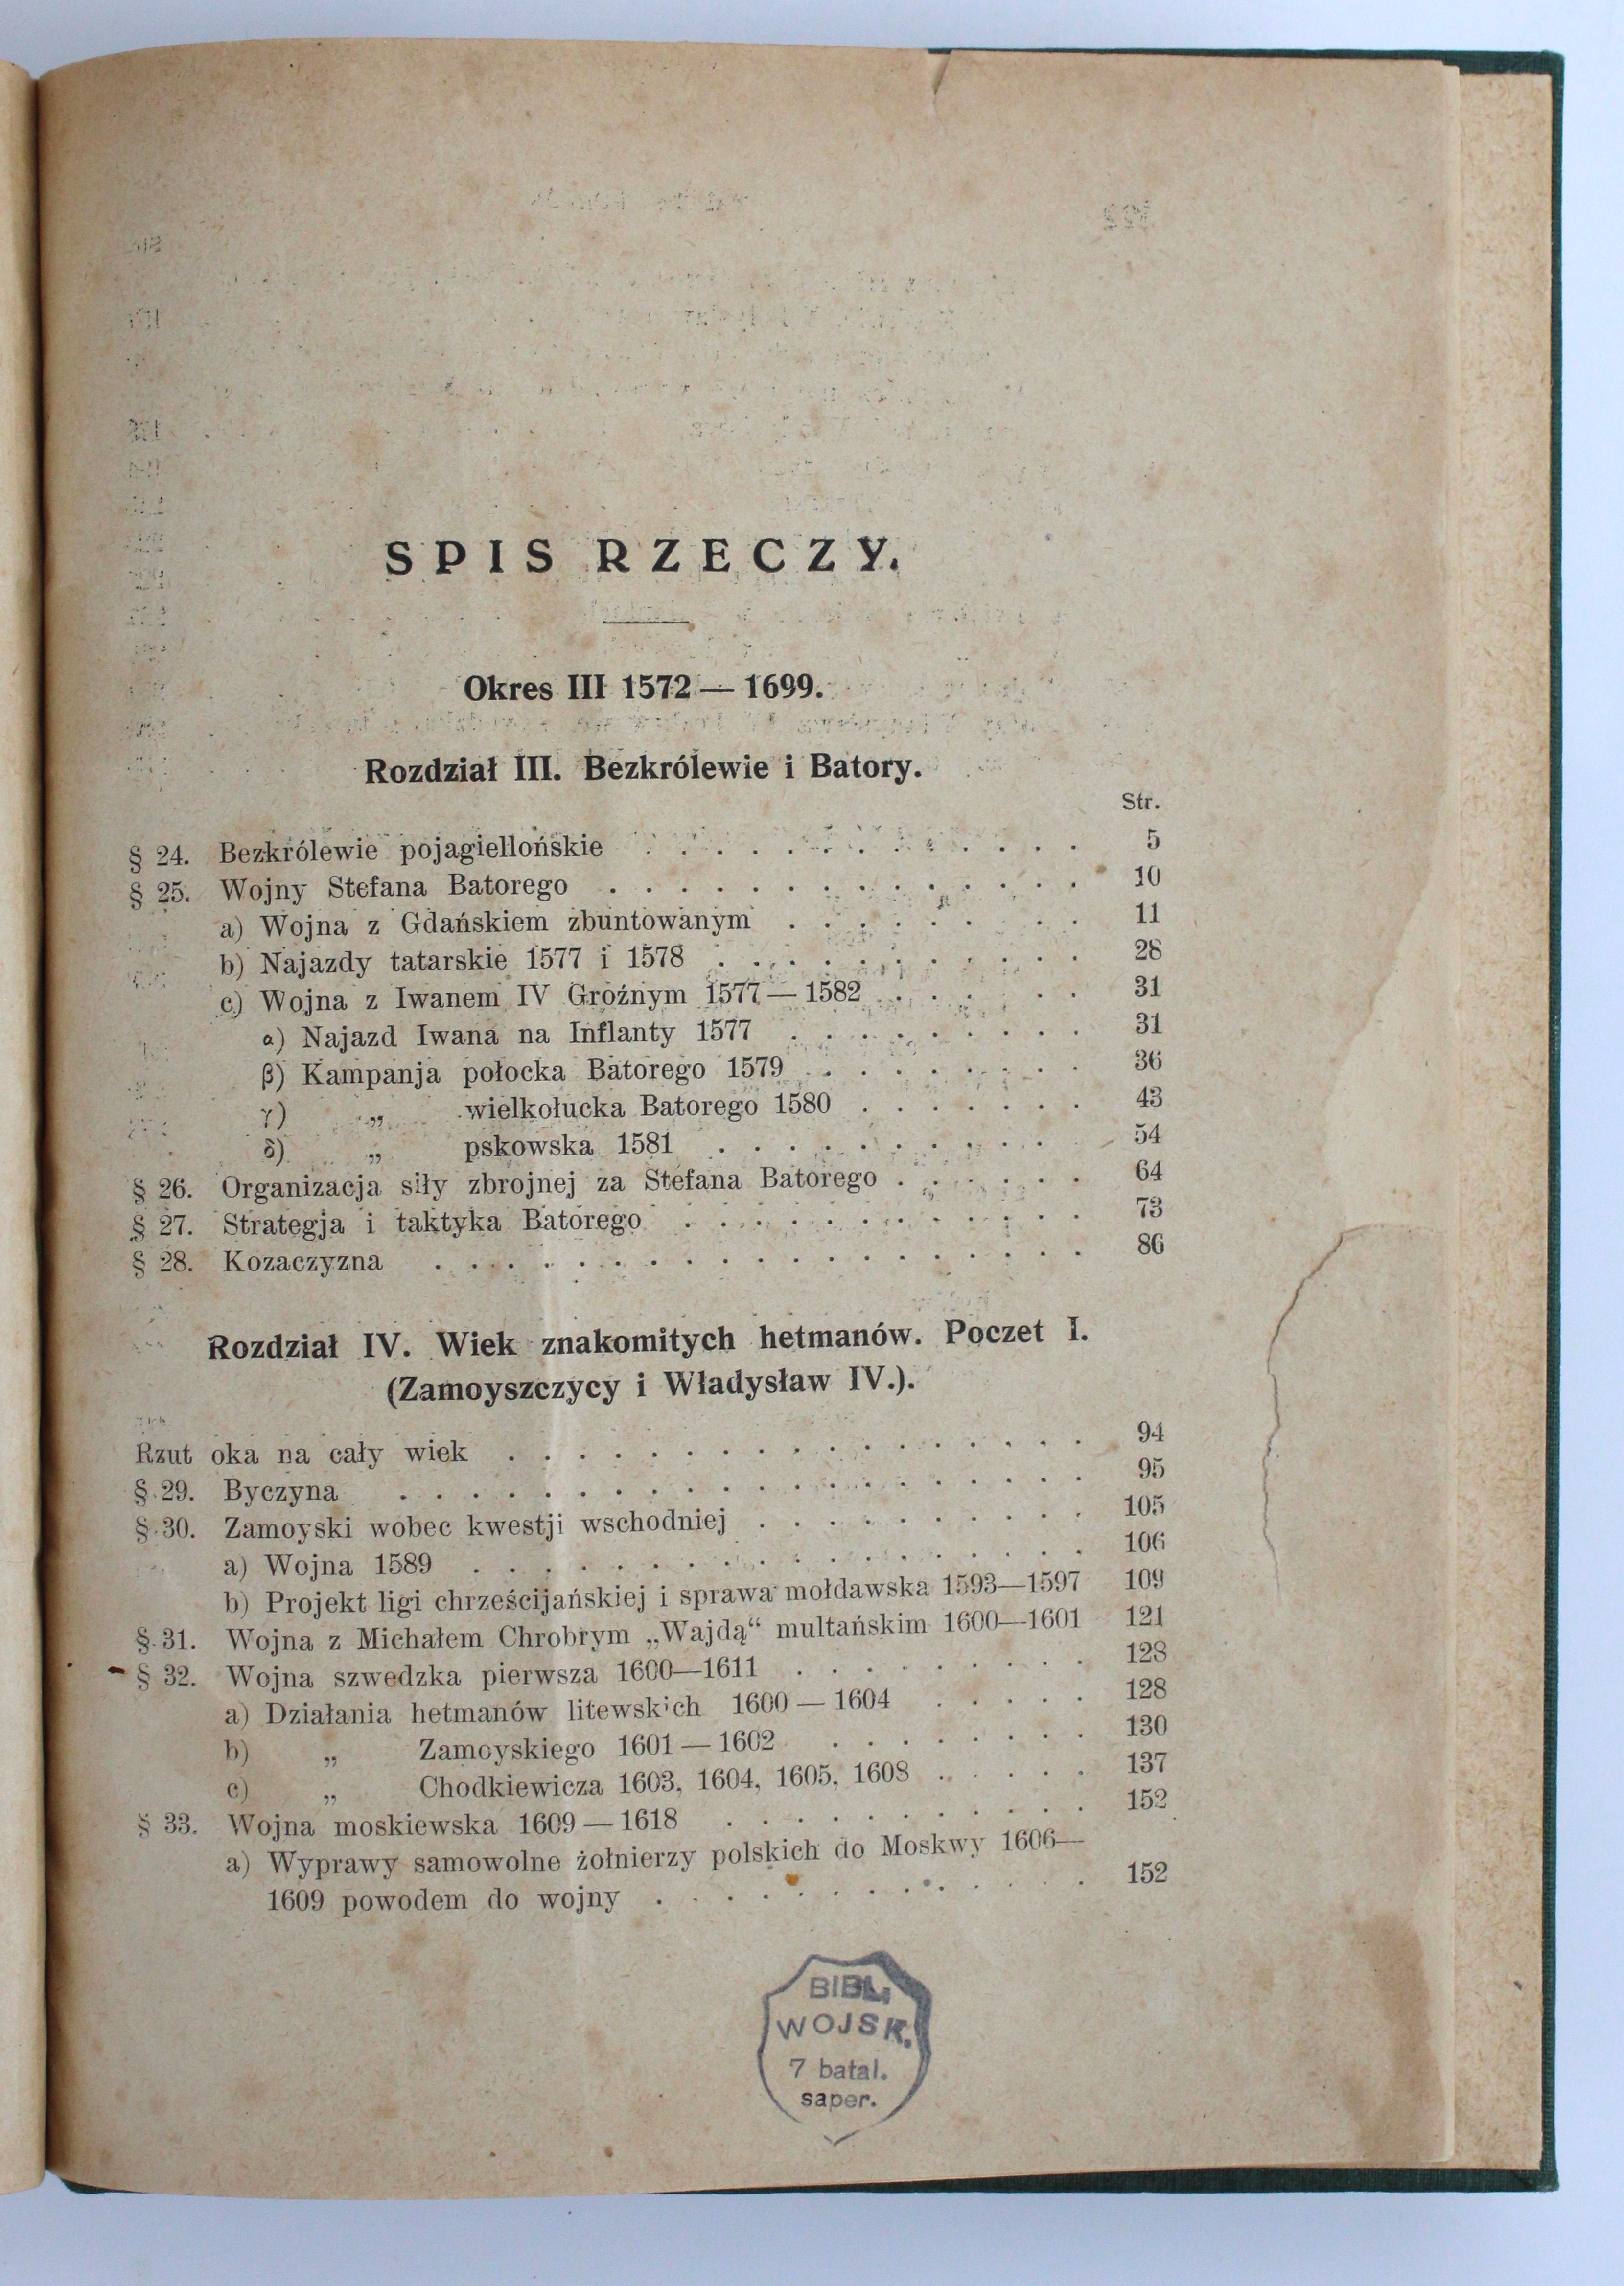 SPIS RZECZY.
Okres III 1572 — 1699.
Rozdział III. Bezkrólewie i Batory.
Str.
§ 24. Bezkrólewie pojagiellońskie . . . . . . . . . . . . 5
§ 25. Wojny Stefana Batorego . . . . . . . . . . . . . . 10
a) Wojna z Gdańskiem zbuntowanym . . . . . . . . . 11
b) Najazdy tatarskie 1577 i 1578 . . . . . . . . . . . 28
c) Wojna z Iwanem IV Groźnym 1577 — 1582 . . . . . . 31
α) Najazd Iwana na Inflanty 1577 . . . . . . . . . 31
β) Kampanja połocka Batorego 1579 . . . . . . . . 36
γ) „ wielkołucka Batorego 1580 . . . . . . . 43
δ) „ pskowska 1581 . . . . . . . . . . 54
§ 26. Organizacja siły zbrojnej za Stefana Batorego . . . . . . 64
§ 27. Strategja i taktyka Batorego . . . . . . . . . . . . 73
§ 28. Kozaczyzna . . . . . . . . . . . . . . . . . . . 86
Rozdział IV. Wiek znakomitych hetmanów. Poczet I.
(Zamoyszczycy i Władysław IV.).
Rzut oka na cały wiek . . . . . . . . . . . . . . . . . 94
§ 29. Byczyna . . . . . . . . . . . . . . . . . . . . 95
§ 30. Zamoyski wobec kwestji wschodniej . . . . . . . . . . 105
a) Wojna 1589 . . . . . . . . . . . . . . . . . . 106
b) Projekt ligi chrześcijańskiej i sprawa mołdawska 1593—1597 109
§ 31. Wojna z Michałem Chrobrym „Wajdą“ multańskim 1600—1601 121
§ 32. Wojna szwedzka pierwsza 1600—1611 . . . . . . . . . 128
a) Działania hetmanów litewskich 1600 — 1604 . . . . . 128
b) „ Zamoyskiego 1601 — 1602 . . . . . . . . 130
c) „ Chodkiewicza 1603, 1604, 1605, 1608 . . . . . 137
§ 33. Wojna moskiewska 1609 — 1618 . . . . . . . . . . . 152
a) Wyprawy samowolne żołnierzy polskich do Moskwy 1606—
1609 powodem do wojny . . . . . . . . . . . . . 152
BIBL.
WOJSK.
7 batal.
saper.